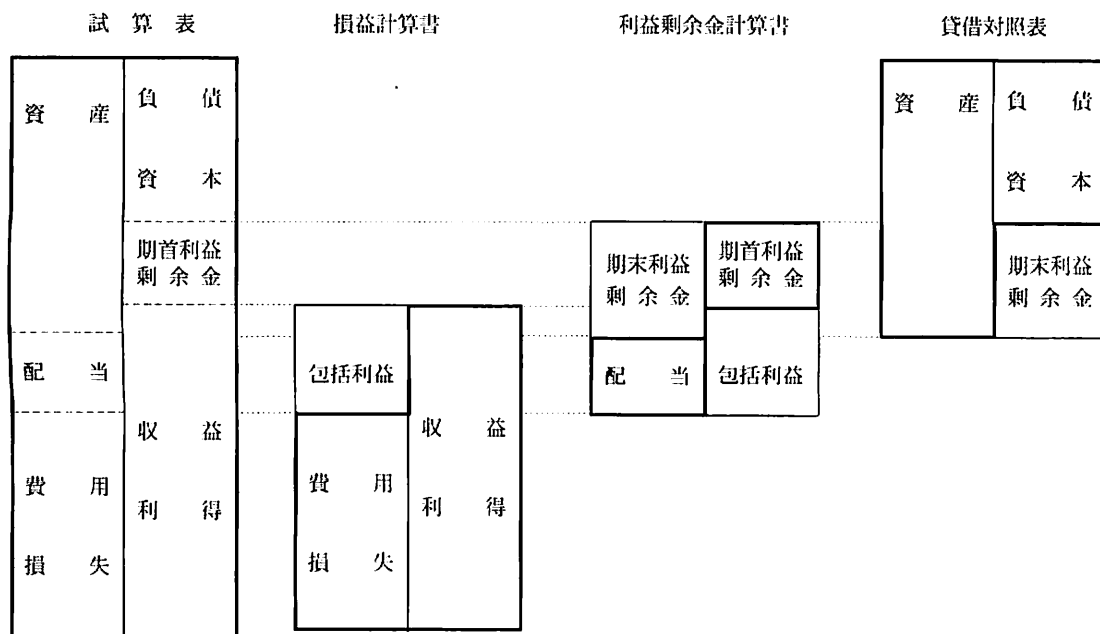 試算表
損益計算書
利益剰余金計算書
貸借対照表
資産
負債
資本
期首利益
剰余金
配当
収益
利得
費用
損失
包括利益
費用
損失
収益
利得
期末利益
剰余金
期首利益
剰余金
配当
包括利益
資産
負債
資本
期末利益
剰余金